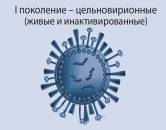 I поколение – цельновирионные
(живые и инактивированные)